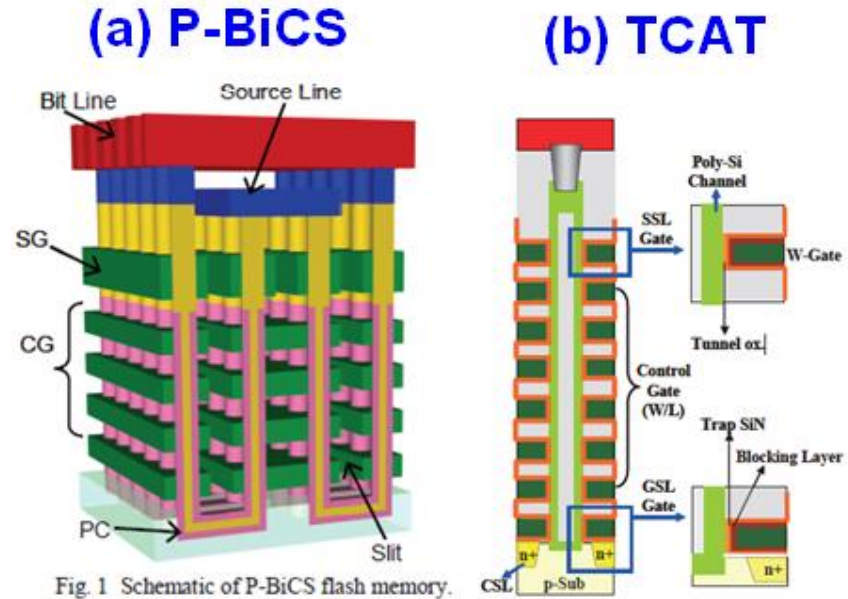 (a) P-BiCS
Bit Line
Source Line
SG
CG
PC
Slit
Fig. 1 Schematic of P-BiCS flash memory.
(b) TCAT
Poly-Si
Channel
SSL
Gate
W-Gate
Tunnel ox.
Control
Gate
(W/L)
Trap SiN
Blocking Layer
GSL
Gate
n+
n+
CSL
p-Sub
n+